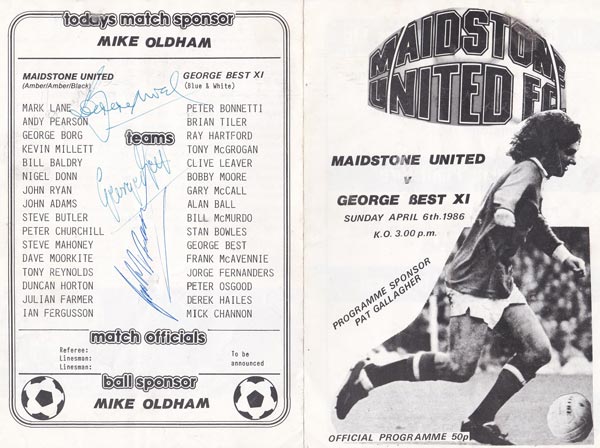 todays match sponsor
MIKE OLDHAM
MAIDSTONE UNITED
(Amber/Amber/Black)
MARK LANE
ANDY PEARSON
GEORGE BORG
KEVIN MILLETT
BILL BALDRY
NIGEL DONN
JOHN RYAN
JOHN ADAMS
STEVE BUTLER
PETER CHURCHILL
STEVE MAHONEY
DAVE MOORKITE
TONY REYNOLDS
DUNCAN HORTON
JULIAN FARMER
IAN FERGUSSON
teams
George
GEORGE BEST XI
(Blue & White)
PETER BONNETTI
BRIAN TILER
RAY HARTFORD
TONY McGROGAN
CLIVE LEAVER
BOBBY MOORE
GARY McCALL
ALAN BALL
BILL McMURDO
STAN BOWLES
GEORGE BEST
FRANK McAVENNIE
JORGE FERNANDERS
PETER OSGOOD
DEREK HAILES
MICK CHANNON
match officials
Referee:
Linesman:
Linesman:
To be
announced
ball sponsor
MIKE OLDHAM
MAIDSTONE
UNITED FC
MAIDSTONE UNITED
v
GEORGE BEST XI
SUNDAY APRIL 6th.1986
K.O. 3.00 p.m.
PROGRAMME SPONSOR
PAT GALLAGHER
OFFICIAL PROGRAMME 50p